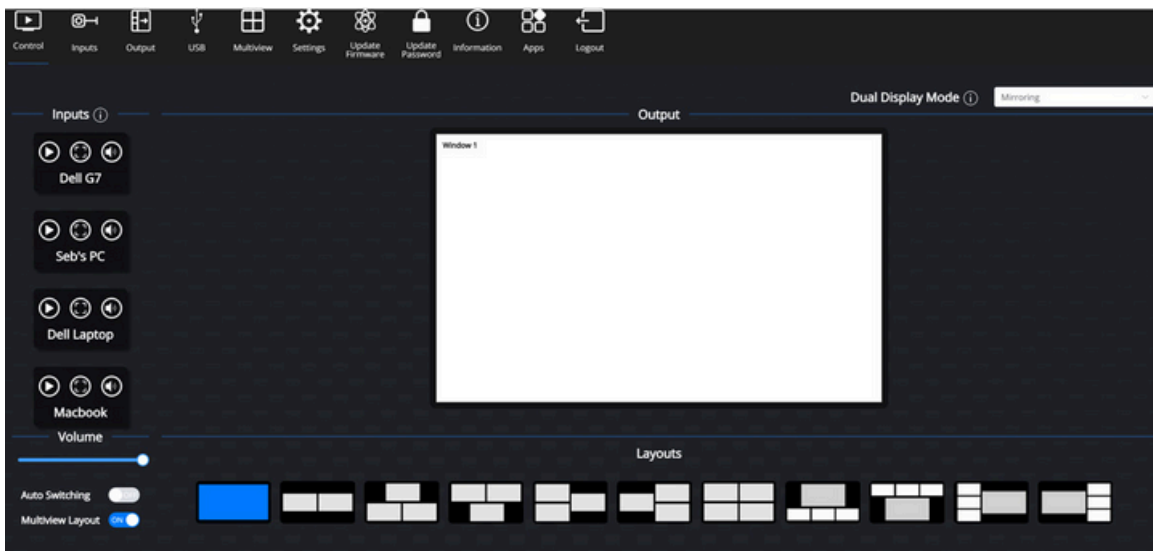 Control
Inputs
Output
USB
Multiview
Settings
Update
Firmware
Update
Password
Information
Apps
Logout
Dual Display Mode
Mirroring
Inputs
Output
Window 1
Dell G7
Seb's PC
Dell Laptop
Macbook
Volume
Layouts
Auto Switching
Multiview Layout
ON